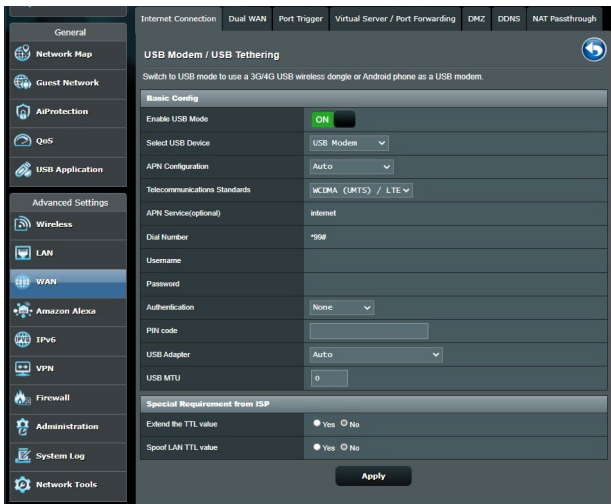 General
Network Map
Guest Network
AiProtection
QoS
USB Application
Advanced Settings
Wireless
LAN
WAN
Amazon Alexa
IPv6
VPN
Firewall
Administration
System Log
Network Tools
Internet Connection Dual WAN Port Trigger Virtual Server / Port Forwarding DMZ DDNS NAT Passthrough
USB Modem / USB Tethering
Switch to USB mode to use a 3G/4G USB wireless dongle or Android phone as a USB modem.
Basic Config
Enable USB Mode ON
Select USB Device USB Modem
APN Configuration Auto
Telecommunications Standards WCDMA (UMTS) / LTE
APN Service(optional) internet
Dial Number *99#
Username
Password
Authentication None
PIN code
USB Adapter Auto
USB MTU 0
Special Requirement from ISP
Extend the TTL value Yes No
Spoof LAN TTL value Yes No
Apply